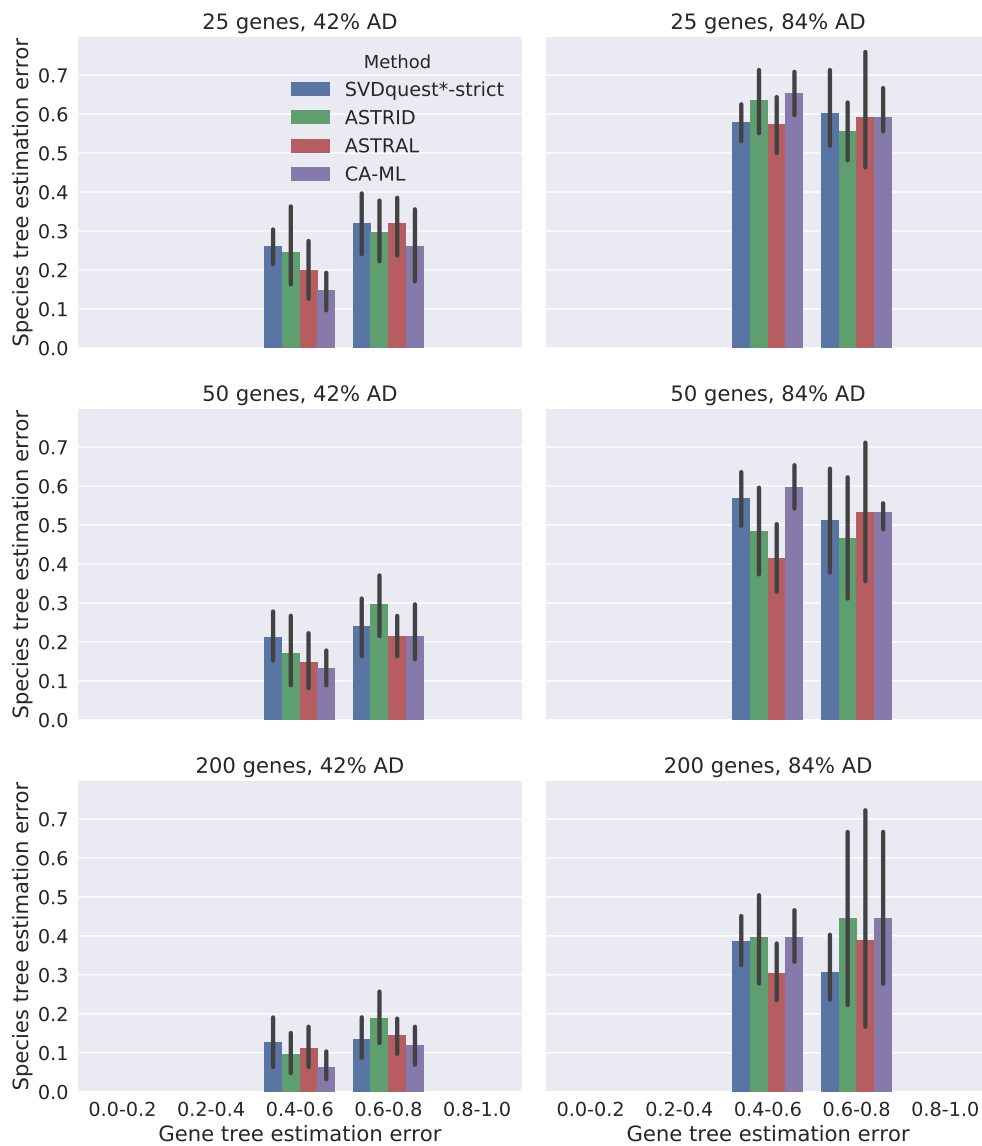 25 genes, 42% AD
25 genes, 84% AD
Species tree estimation error
0.7
0.6
0.5
0.4
0.3
0.2
0.1
0.0
Method
SVDquest*-strict
ASTRID
ASTRAL
CA-ML
50 genes, 42% AD
50 genes, 84% AD
Species tree estimation error
0.7
0.6
0.5
0.4
0.3
0.2
0.1
0.0
200 genes, 42% AD
200 genes, 84% AD
Species tree estimation error
0.7
0.6
0.5
0.4
0.3
0.2
0.1
0.0
0.0-0.2 0.2-0.4 0.4-0.6 0.6-0.8 0.8-1.0
Gene tree estimation error
0.0-0.2 0.2-0.4 0.4-0.6 0.6-0.8 0.8-1.0
Gene tree estimation error